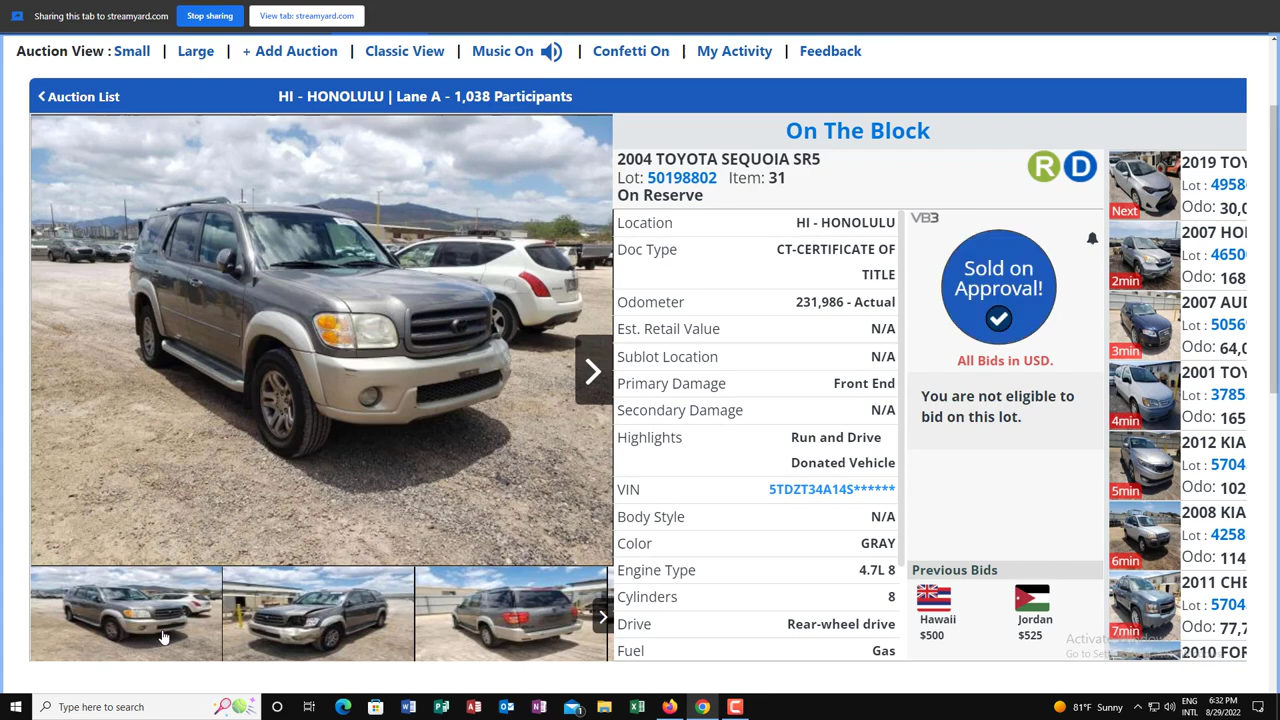 Sharing this tab to streamyard.com Stop sharing View tab: streamyard.com
Auction View : Small | Large | + Add Auction | Classic View | Music On | Confetti On | My Activity | Feedback
Auction List HI - HONOLULU | Lane A - 1,038 Participants
On The Block
2004 TOYOTA SEQUOIA SR5
Lot: 50198802 Item: 31
On Reserve
R D
Location HI - HONOLULU
Doc Type CT-CERTIFICATE OF
TITLE
Odometer 231,986 - Actual
Est. Retail Value N/A
Sublot Location N/A
Primary Damage Front End
Secondary Damage N/A
Highlights Run and Drive
Donated Vehicle
VIN 5TDZT34A14S******
Body Style N/A
Color GRAY
Engine Type 4.7L 8
Cylinders 8
Drive Rear-wheel drive
Fuel Gas
VB3
Sold on
Approval!
All Bids in USD.
You are not eligible to
bid on this lot.
Previous Bids
Hawaii Jordan
$500 $525
2019 TOY
Lot : 4958
Next Odo: 30,0
2007 HO
Lot : 4650
2min Odo: 168
2007 AUD
Lot : 5056
3min Odo: 64,0
2001 TOY
Lot : 3785
4min Odo: 165
2012 KIA
Lot : 5704
5min Odo: 102
2008 KIA
Lot : 4258
6min Odo: 114
2011 CHE
Lot : 5704
7min Odo: 77,7
2010 FOR
Activate Windows
Go to
Type here to search
81°F Sunny ENG 6:32 PM
INTL 8/29/2022